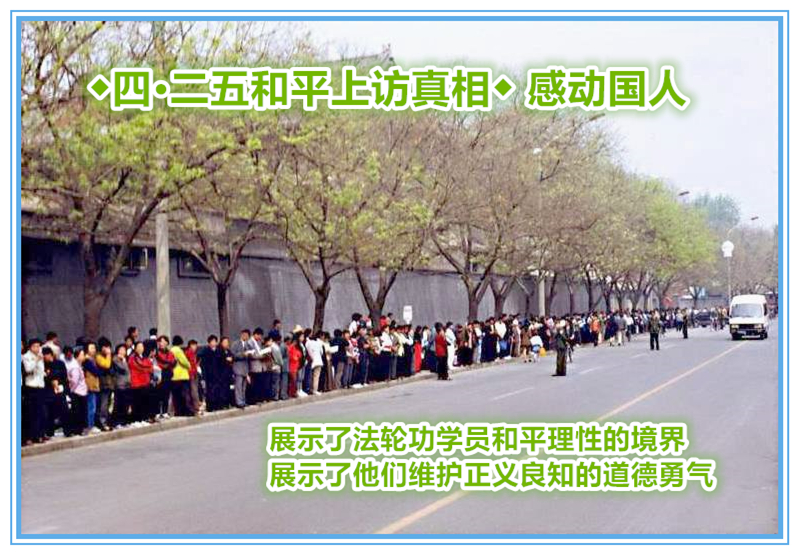 ◆四·二五和平上访真相◆ 感动国人
展示了法轮功学员和平理性的境界
展示了他们维护正义良知的道德勇气